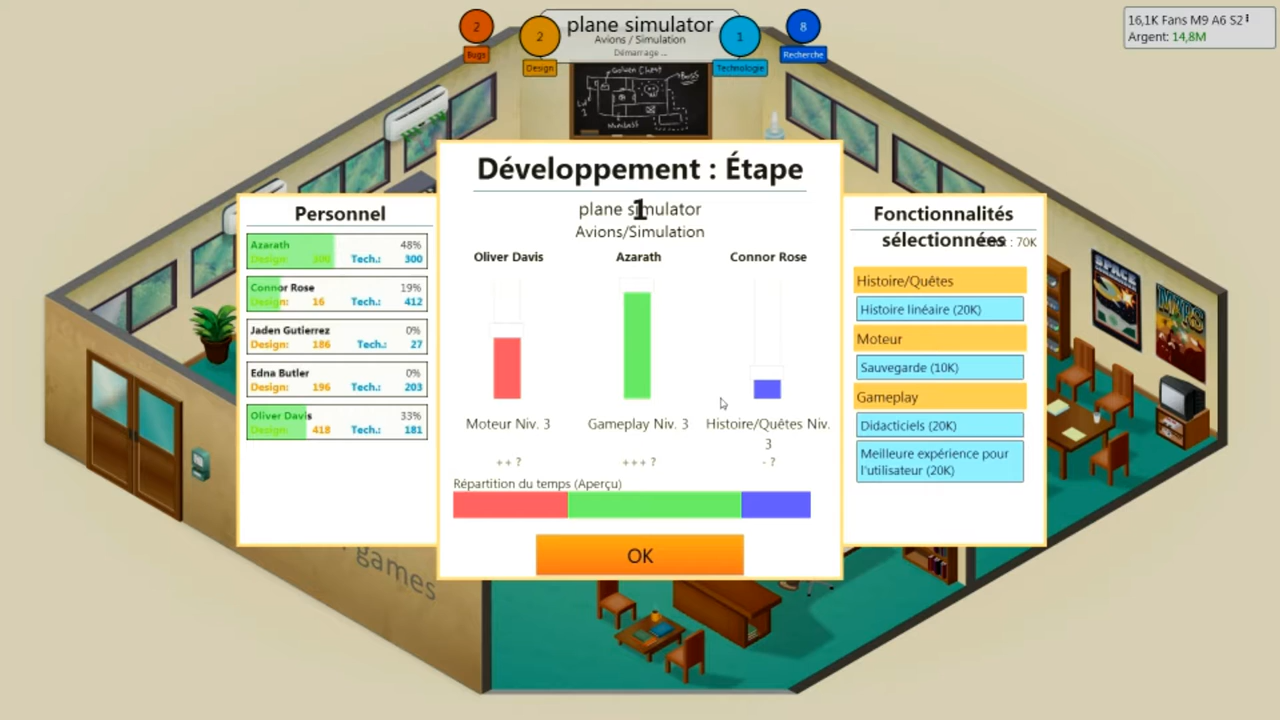 2
Bugs
2
Design
plane simulator
Avions / Simulation
Démarrage ...
1
Technologie
8
Recherche
16,1K Fans M9 A6 S2
Argent: 14,8M
Golden Client
Boss
Lvl
3
Personnel
Azarath 48%
Design: 300 Tech.: 300
Connor Rose 19%
Design: 16 Tech.: 412
Jaden Gutierrez 0%
Design: 186 Tech.: 27
Edna Butler 0%
Design: 196 Tech.: 203
Oliver Davis 33%
Design: 418 Tech.: 181
Développement : Étape
1
plane simulator
Avions/Simulation
Oliver Davis Azarath Connor Rose
Moteur Niv. 3 Gameplay Niv. 3 Histoire/Quêtes Niv.
3
++ ? +++ ? - ?
Répartition du temps (Aperçu)
OK
Fonctionnalités
sélectionnées
: 70K
Histoire/Quêtes
Histoire linéaire (20K)
Moteur
Sauvegarde (10K)
Gameplay
Didacticiels (20K)
Meilleure expérience pour
l'utilisateur (20K)
SPACE
games